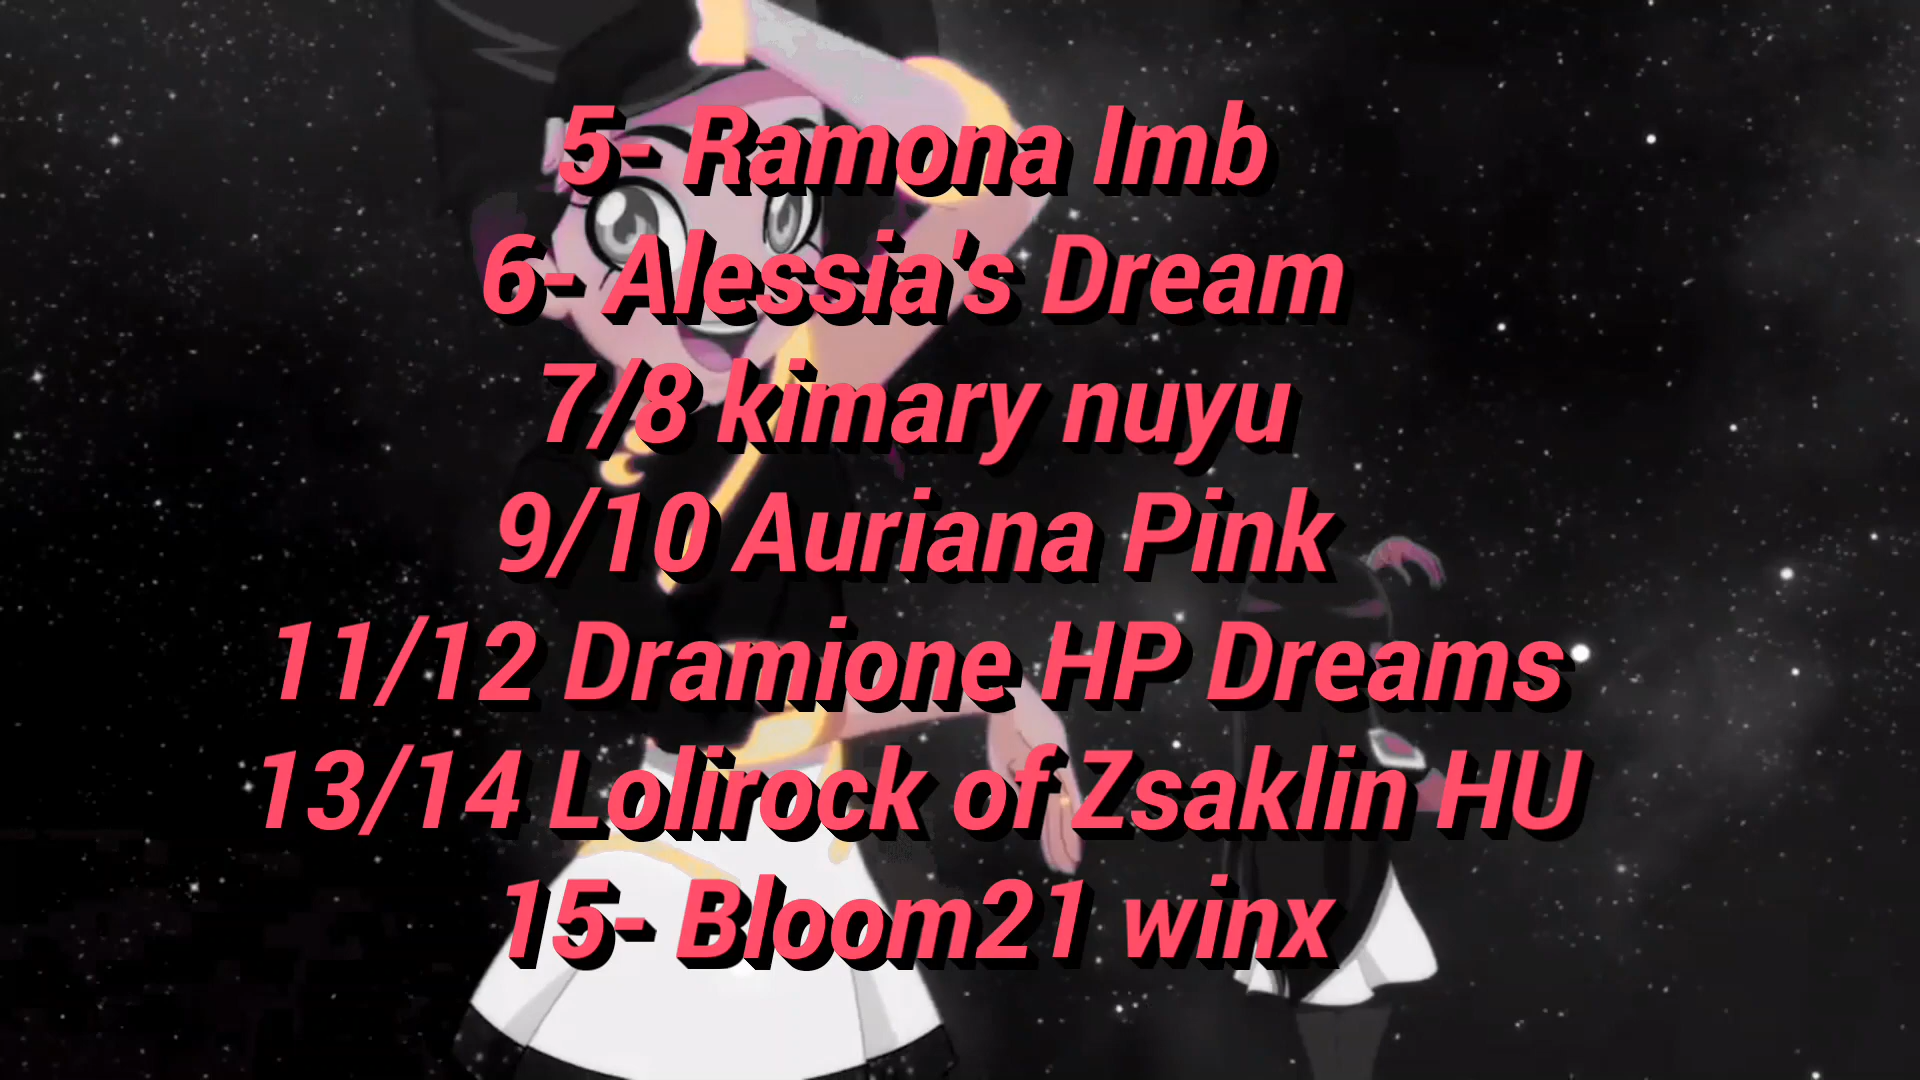 5- Ramona Imb
6- Alessia's Dream
7/8 kimary nuyu
9/10 Auriana Pink
11/12 Dramione HP Dreams
13/14 Lolirock of Zsaklin HU
15- Bloom21 winx